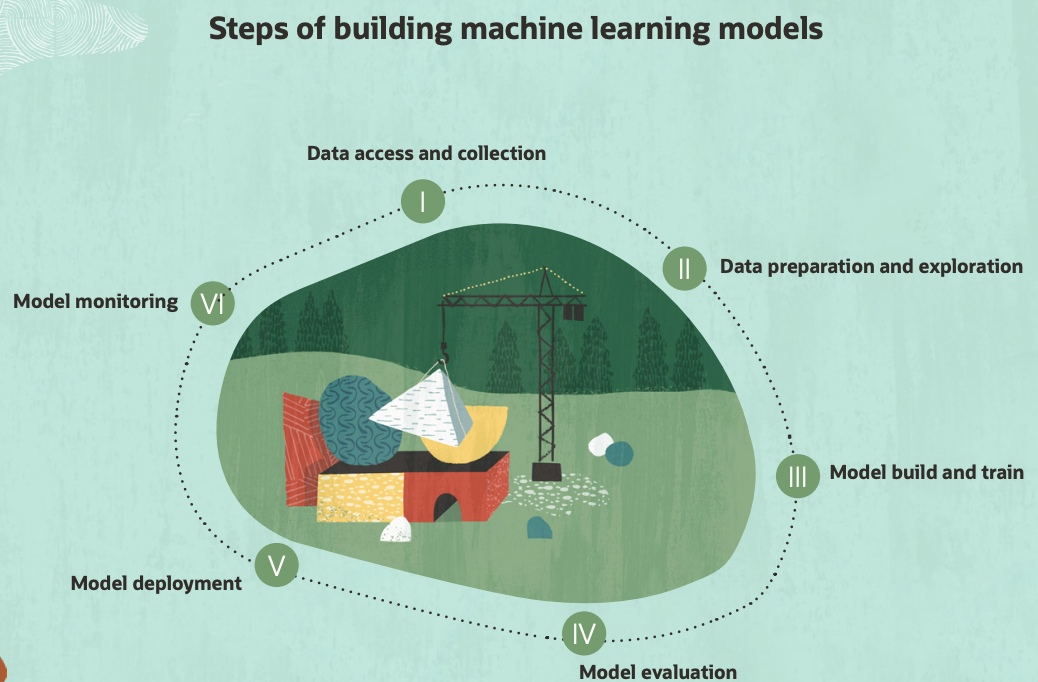 Steps of building machine learning models
Data access and collection
I
II
Data preparation and exploration
Model monitoring
VI
III
Model build and train
V
Model deployment
IV
Model evaluation